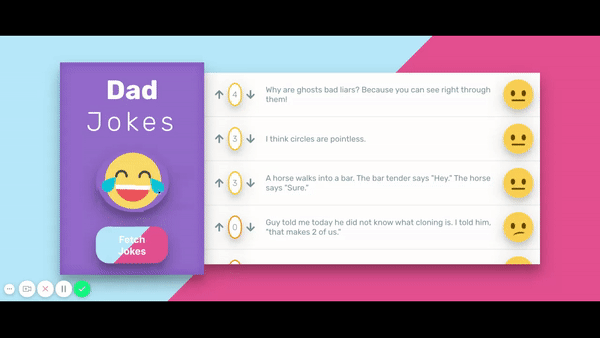 Dad
Jokes
Fetch
Jokes
4
Why are ghosts bad liars? Because you can see right through
them!
3
I think circles are pointless.
3
A horse walks into a bar. The bar tender says "Hey." The horse
says "Sure."
0
Guy told me today he did not know what cloning is. I told him,
"that makes 2 of us."